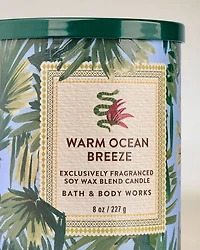 WARM OCEAN
BREEZE
EXCLUSIVELY FRAGRANCED
SOY WAX BLEND CANDLE
BATH & BODY WORKS
8 oz / 227 g